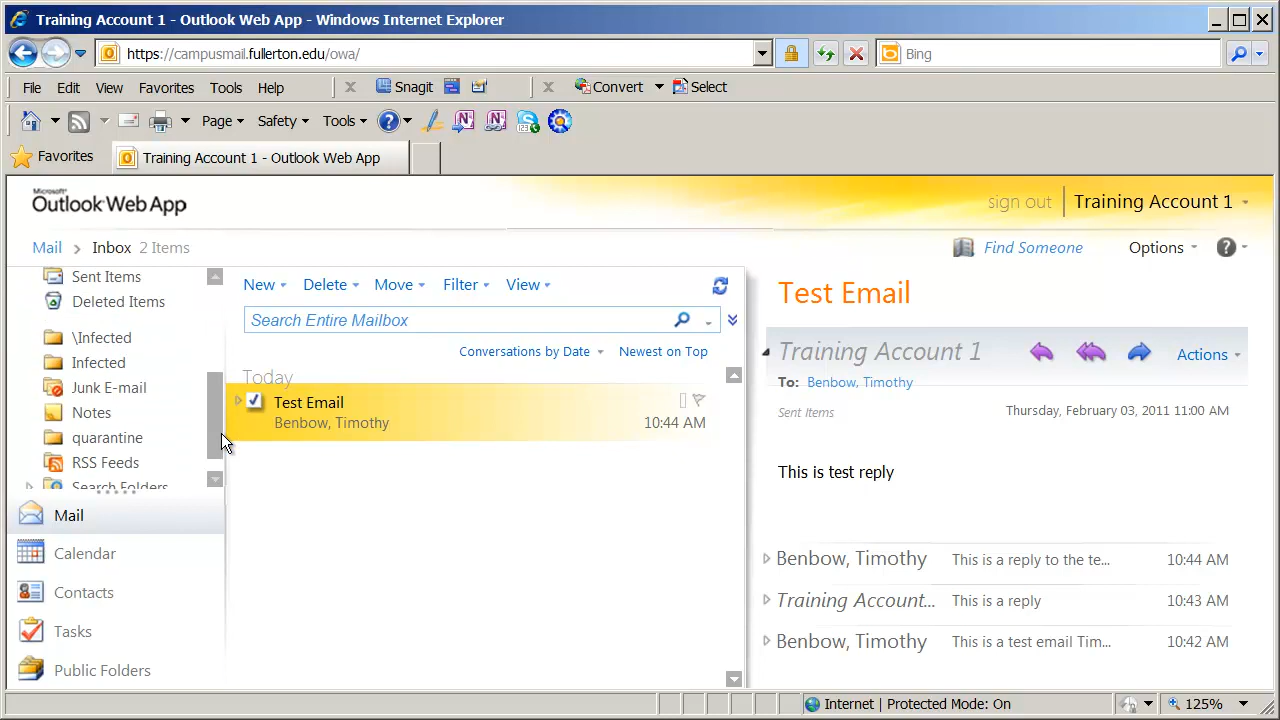 Training Account 1 - Outlook Web App - Windows Internet Explorer
https://campusmail.fullerton.edu/owa/
Bing
File Edit View Favorites Tools Help
Snagit
Convert
Select
Page Safety Tools
Favorites
Training Account 1 - Outlook Web App
Microsoft®
Outlook Web App
sign out
Training Account 1
Mail
Inbox 2 Items
Find Someone
Options
Sent Items
Deleted Items
\Infected
Infected
Junk E-mail
Notes
quarantine
RSS Feeds
Search Folders
Mail
Calendar
Contacts
Tasks
Public Folders
New Delete Move Filter View
Search Entire Mailbox
Conversations by Date Newest on Top
Today
Test Email
Benbow, Timothy 10:44 AM
Test Email
Training Account 1
Actions
To: Benbow, Timothy
Sent Items Thursday, February 03, 2011 11:00 AM
This is test reply
Benbow, Timothy This is a reply to the te... 10:44 AM
Training Account... This is a reply 10:43 AM
Benbow, Timothy This is a test email Tim... 10:42 AM
Internet | Protected Mode: On
125%